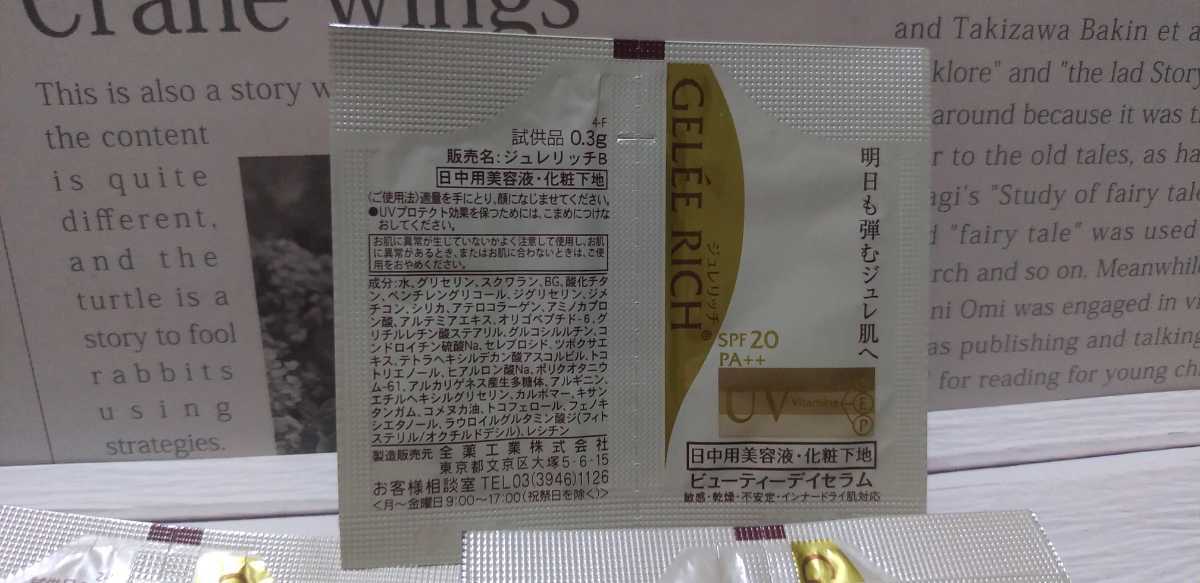 Crane wings
This is also a story w
the content
is quite
different,
and the
turtle is a
story to fool
rabbits
using
strategies.
and Takizawa Bakin et a
klore" and "the lad Story
around because it was t
r to the old tales, as ha
agi's "Study of fairy tal
"fairy tale" was used
rch and so on. Meanwhile
ni Omi was engaged in v
as publishing and talking
for reading for young ch
4-F
試供品 0.3g
販売名:ジュレリッチB
日中用美容液・化粧下地
〈ご使用法〉適量を手にとり、顔になじませてください。
●UVプロテクト効果を保つためには、こまめにつけな
おしてください。
お肌に異常が生じていないかよく注意して使用し、お肌
に異常があるとき、またはお肌に合わないときは、ご使
用をおやめください。
成分:水、グリセリン、スクワラン、BG、酸化チタ
ン、ペンチレングリコール、ジグリセリン、ジメ
チコン、シリカ、アテロコラーゲン、アミノカプロ
ン酸、アルテミアエキス、オリゴペプチド-6、グ
リチルレチン酸ステアリル、グルコシルルチン、コ
ンドロイチン硫酸Na、セレブロシド、ツボクサエ
キス、テトラヘキシルデカン酸アスコルビル、トコ
トリエノール、ヒアルロン酸Na、ポリクオタニウ
ム-61、アルカリゲネス産生多糖体、アルギニン、
エチルヘキシルグリセリン、カルボマー、キサン
タンガム、コメヌカ油、トコフェロール、フェノキ
シエタノール、ラウロイルグルタミン酸ジ(フィト
ステリル/オクチルドデシル)、レシチン
製造販売元 全薬工業株式会社
東京都文京区大塚5-6-15
お客様相談室 TEL03(3946)1126
<月~金曜日9:00~17:00(祝祭日を除く)>
GELÉE RICH®
ジュレリッチ
明日も弾むジュレ肌へ
SPF20
PA++
UV Vitamins C E P
日中用美容液・化粧下地
ビューティーデイセラム
敏感・乾燥・不安定・インナードライ肌対応